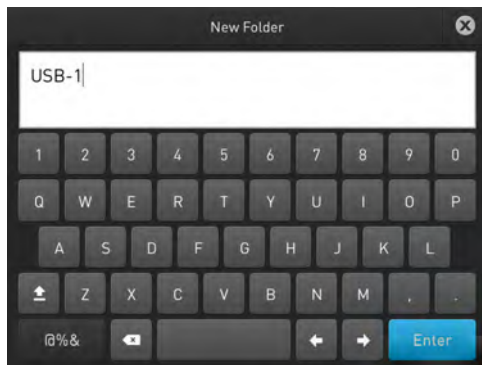 New Folder
USB-1
1 2 3 4 5 6 7 8 9 0
Q W E R T Y U I O P
A S D F G H J K L
Z X C V B N M , .
@%& Enter